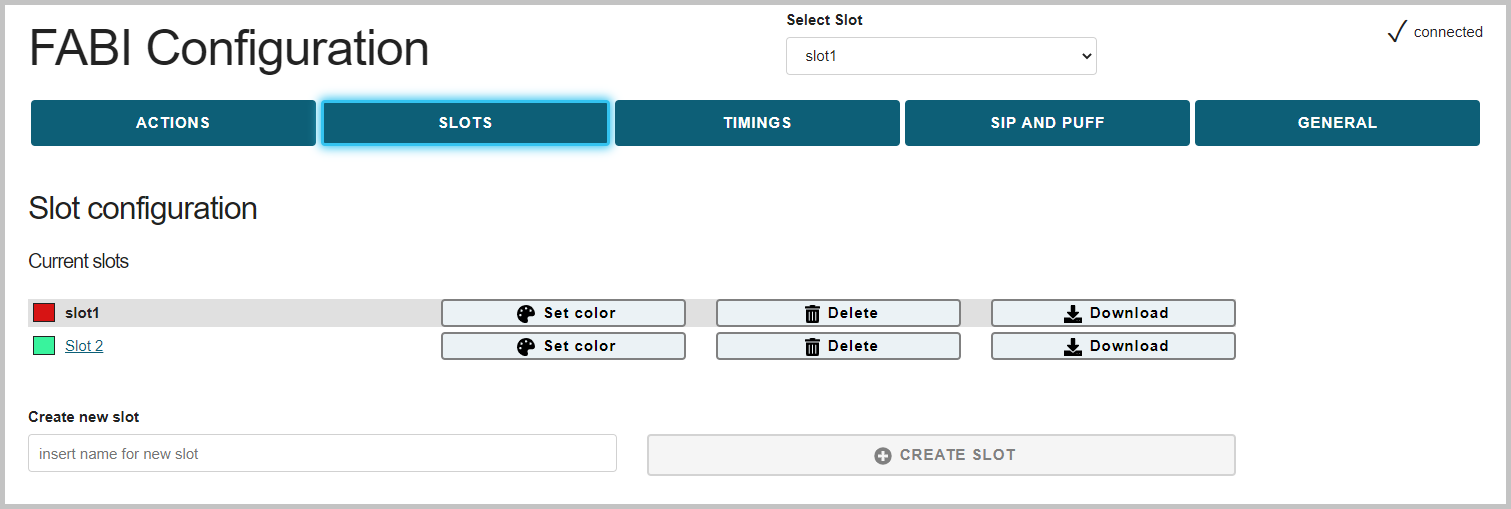 FABI Configuration
Select Slot
slot1
connected
ACTIONS
SLOTS
TIMINGS
SIP AND PUFF
GENERAL
Slot configuration
Current slots
slot1 Set color Delete Download
Slot 2 Set color Delete Download
Create new slot
insert name for new slot
CREATE SLOT